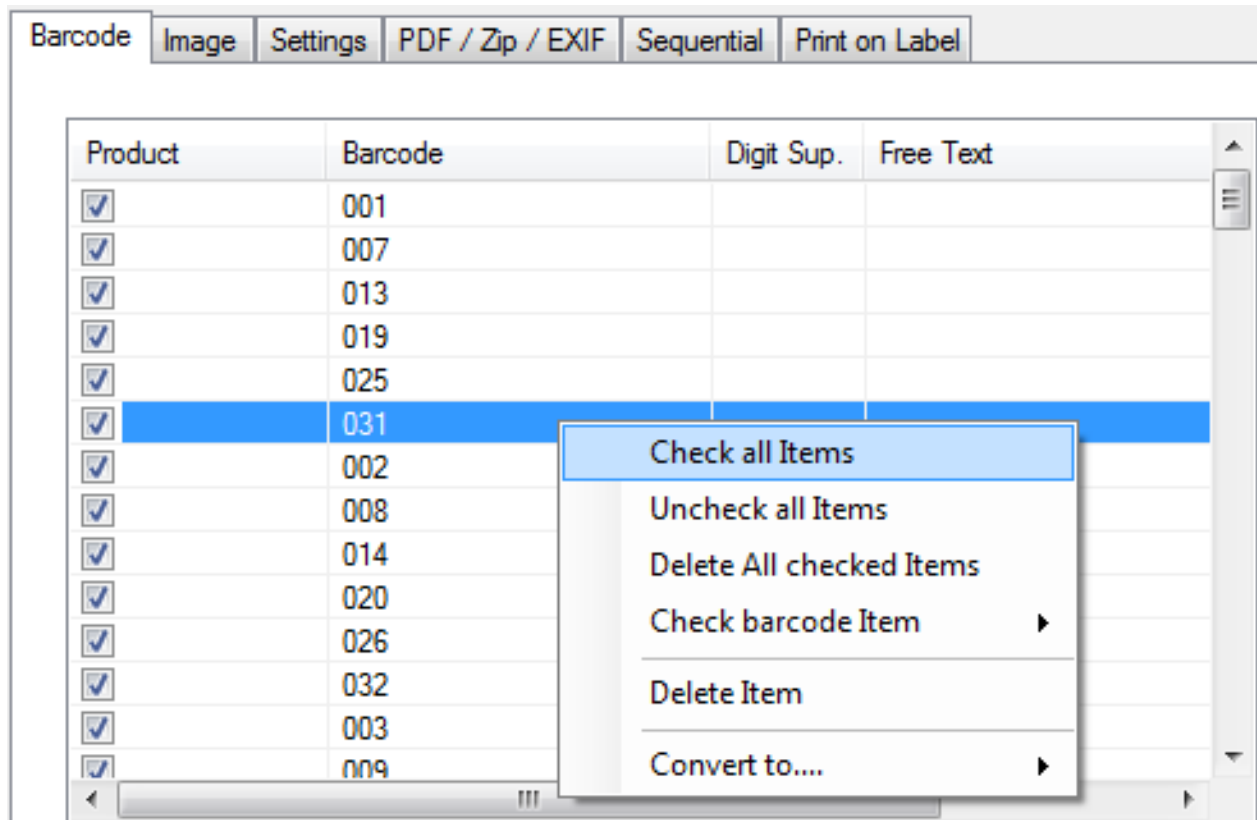 Barcode Image Settings PDF / Zip / EXIF Sequential Print on Label
Product Barcode Digit Sup. Free Text
001
007
013
019
025
031
Check all Items
002
Uncheck all Items
008
Delete All checked Items
014
020
Check barcode Item
026
032
Delete Item
003
Convert to....
009